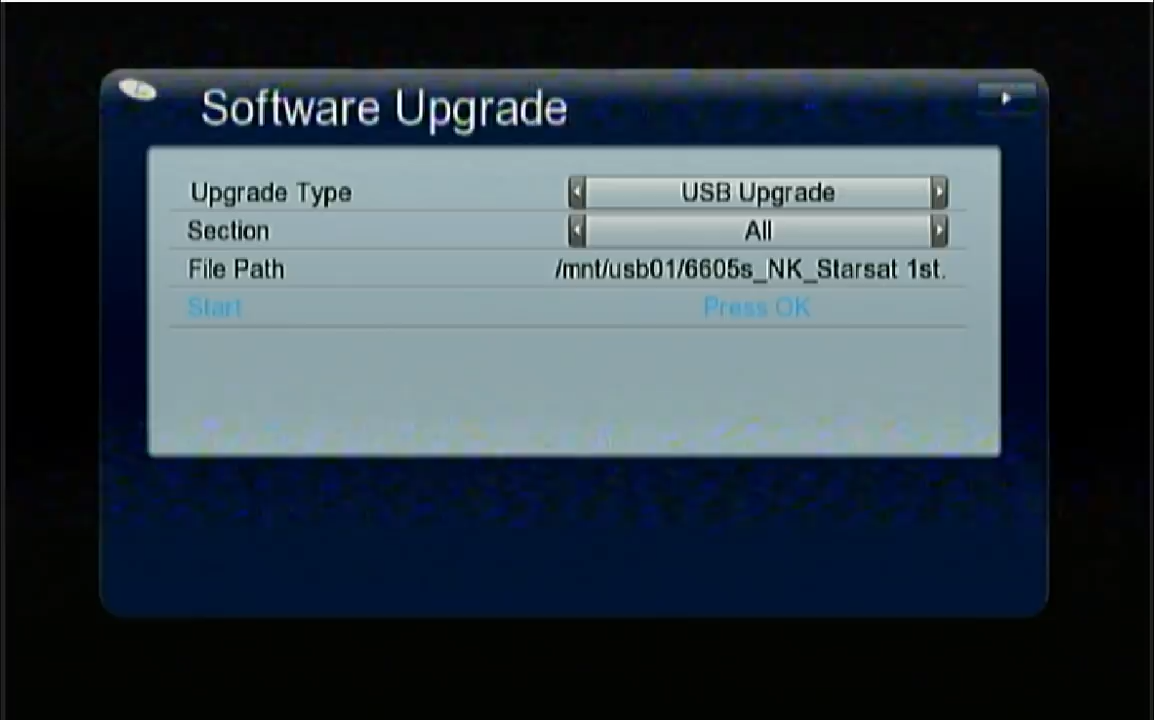 Software Upgrade
Upgrade Type USB Upgrade
Section All
File Path /mnt/usb01/6605s_NK_Starsat 1st.
Start Press OK